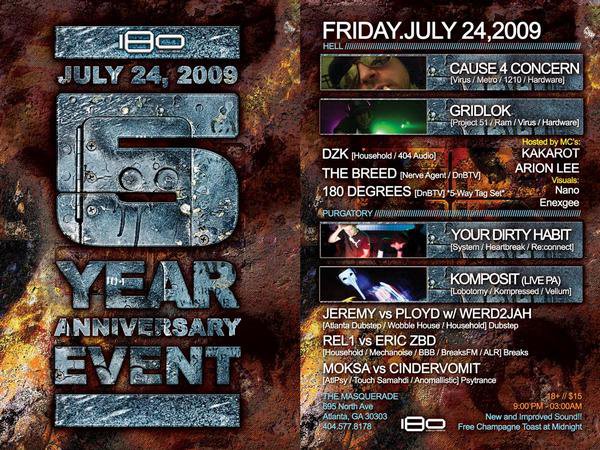 180
JULY 24, 2009
5
YEAR
ANNIVERSARY
EVENT
FRIDAY.JULY 24,2009
HELL ////////////////////////////////////////
CAUSE 4 CONCERN
[Virus / Metro / 1210 / Hardware]
GRIDLOK
[Project 51 / Ram / Virus / Hardware]
Hosted by MC's:
DZK [Household / 404 Audio]
KAKAROT
ARION LEE
THE BREED [Nerve Agent / DnBTV]
Visuals:
180 DEGREES [DnBTV] "5-Way Tag Set"
Nano
Enexgee
PURGATORY ////////////////////////////////////////
YOUR DIRTY HABIT
[System / Heartbreak / Re:connect]
KOMPOSIT (LIVE PA)
[Lobotomy / Kompressed / Vellum]
JEREMY vs PLOYD w/ WERD2JAH
[Atlanta Dubstep / Wobble House / Household] Dubstep
REL1 vs ERIC ZBD
[Household / Mechanoise / BBB / BreaksFM / ALR] Breaks
MOKSA vs CINDERVOMIT
[AtlPsy / Touch Samahdi / Anomallistic] Psytrance
THE MASQUERADE
695 North Ave
Atlanta, GA 30303
404.577.8178
180
18+ // $15
9:00 PM - 03:00AM
New and Improved Sound!!
Free Champagne Toast at Midnight